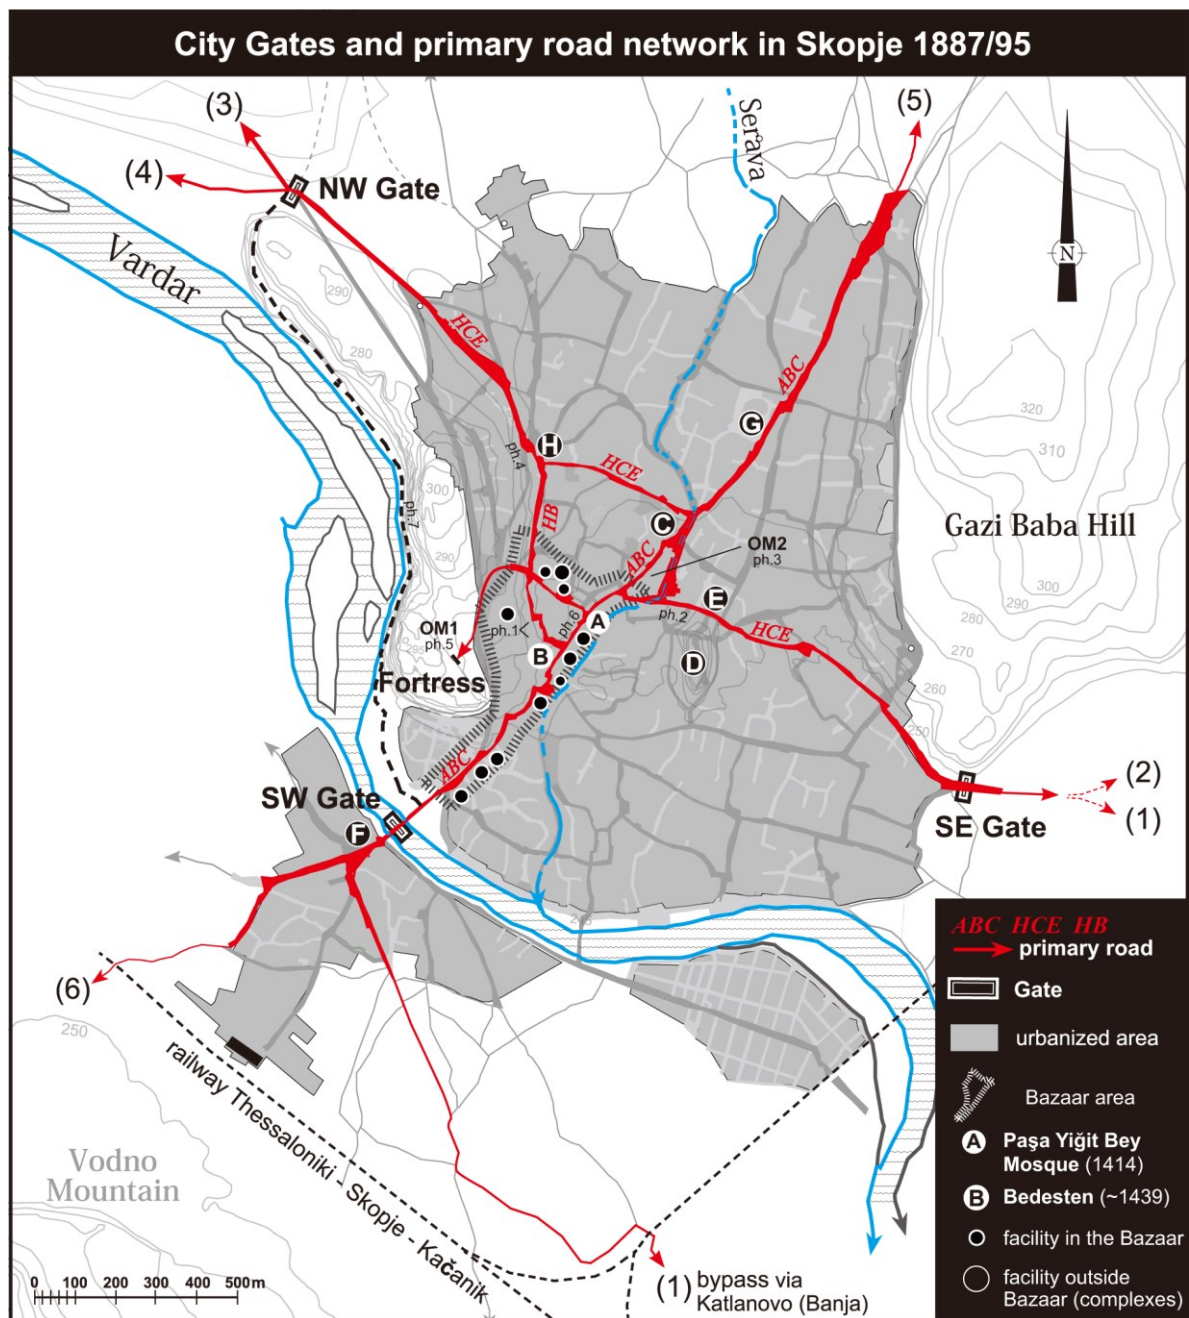 City Gates and primary road network in Skopje 1887/95
(3)
(5)
Serava
(4)
NW Gate
N
Vardar
290
280
HCE
ABC
320
310
G
H
ph.4
HCE
300
ph.7
HB
C
Gazi Baba Hill
OM2
ph.3
290
ABC
300
E
290
280
ph.2
A
ph.6
ph.1
OM1
ph.5
HCE
270
B
D
295
Fortress
260
250
ABC
(2)
SW Gate
(1)
SE Gate
F
245
(6)
250
railway Thessaloniki - Skopje - Kačanik
Vodno
Mountain
0 100 200 300 400 500m
(1) bypass via
Katlanovo (Banja)
ABC HCE HB
primary road
Gate
urbanized area
Bazaar area
A Paşa Yiğit Bey
Mosque (1414)
B Bedesten (~1439)
facility in the Bazaar
facility outside
Bazaar (complexes)